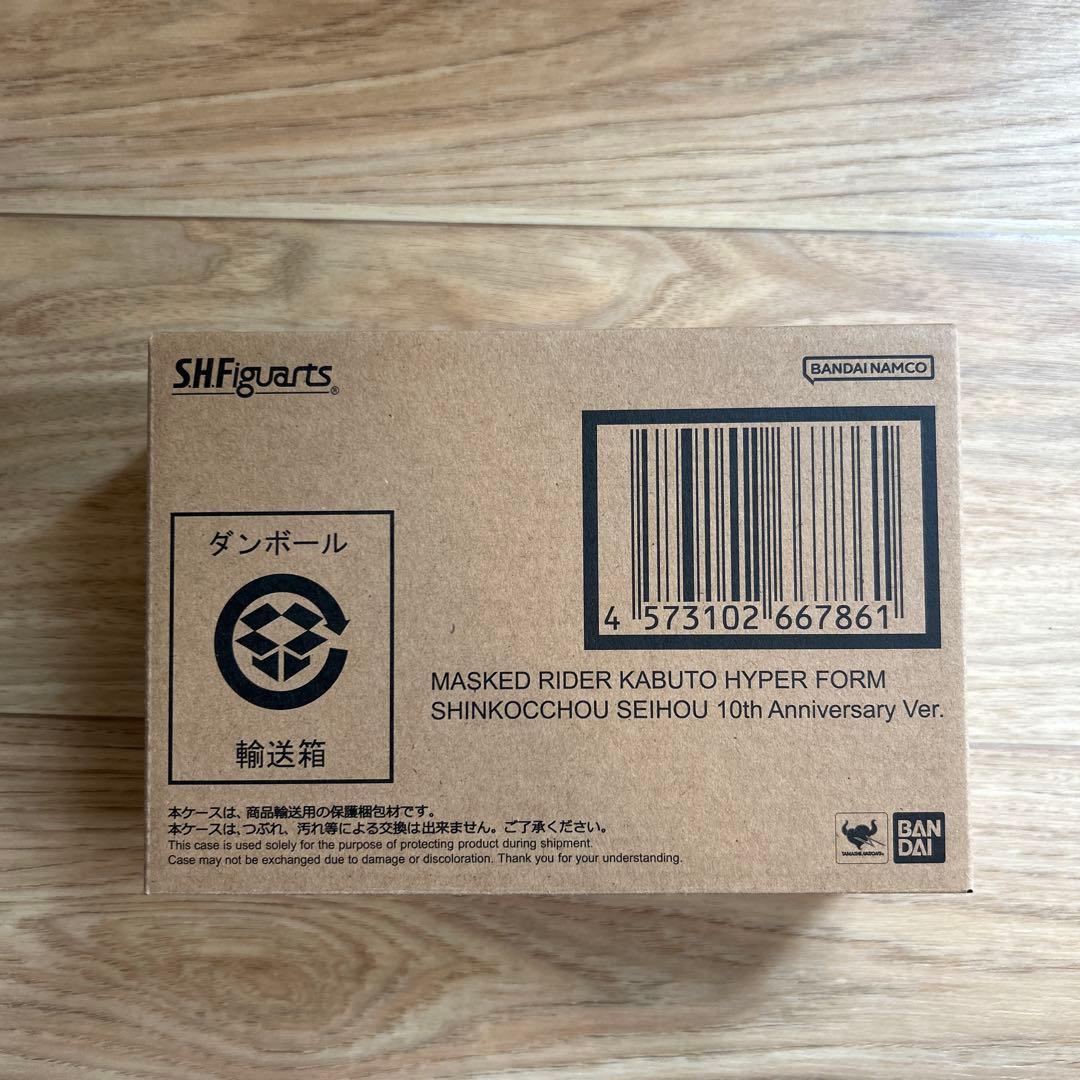 S.H.Figuarts®
BANDAI NAMCO
4 573102 667861
ダンボール
輸送箱
MASKED RIDER KABUTO HYPER FORM
SHINKOCCHOU SEIHOU 10th Anniversary Ver.
本ケースは、商品輸送用の保護梱包材です。
本ケースは、つぶれ、汚れ等による交換は出来ません。ご了承ください。
This case is used solely for the purpose of protecting product during shipment.
Case may not be exchanged due to damage or discoloration. Thank you for your understanding.
TAMASHII NATIONS
BAN
DAI